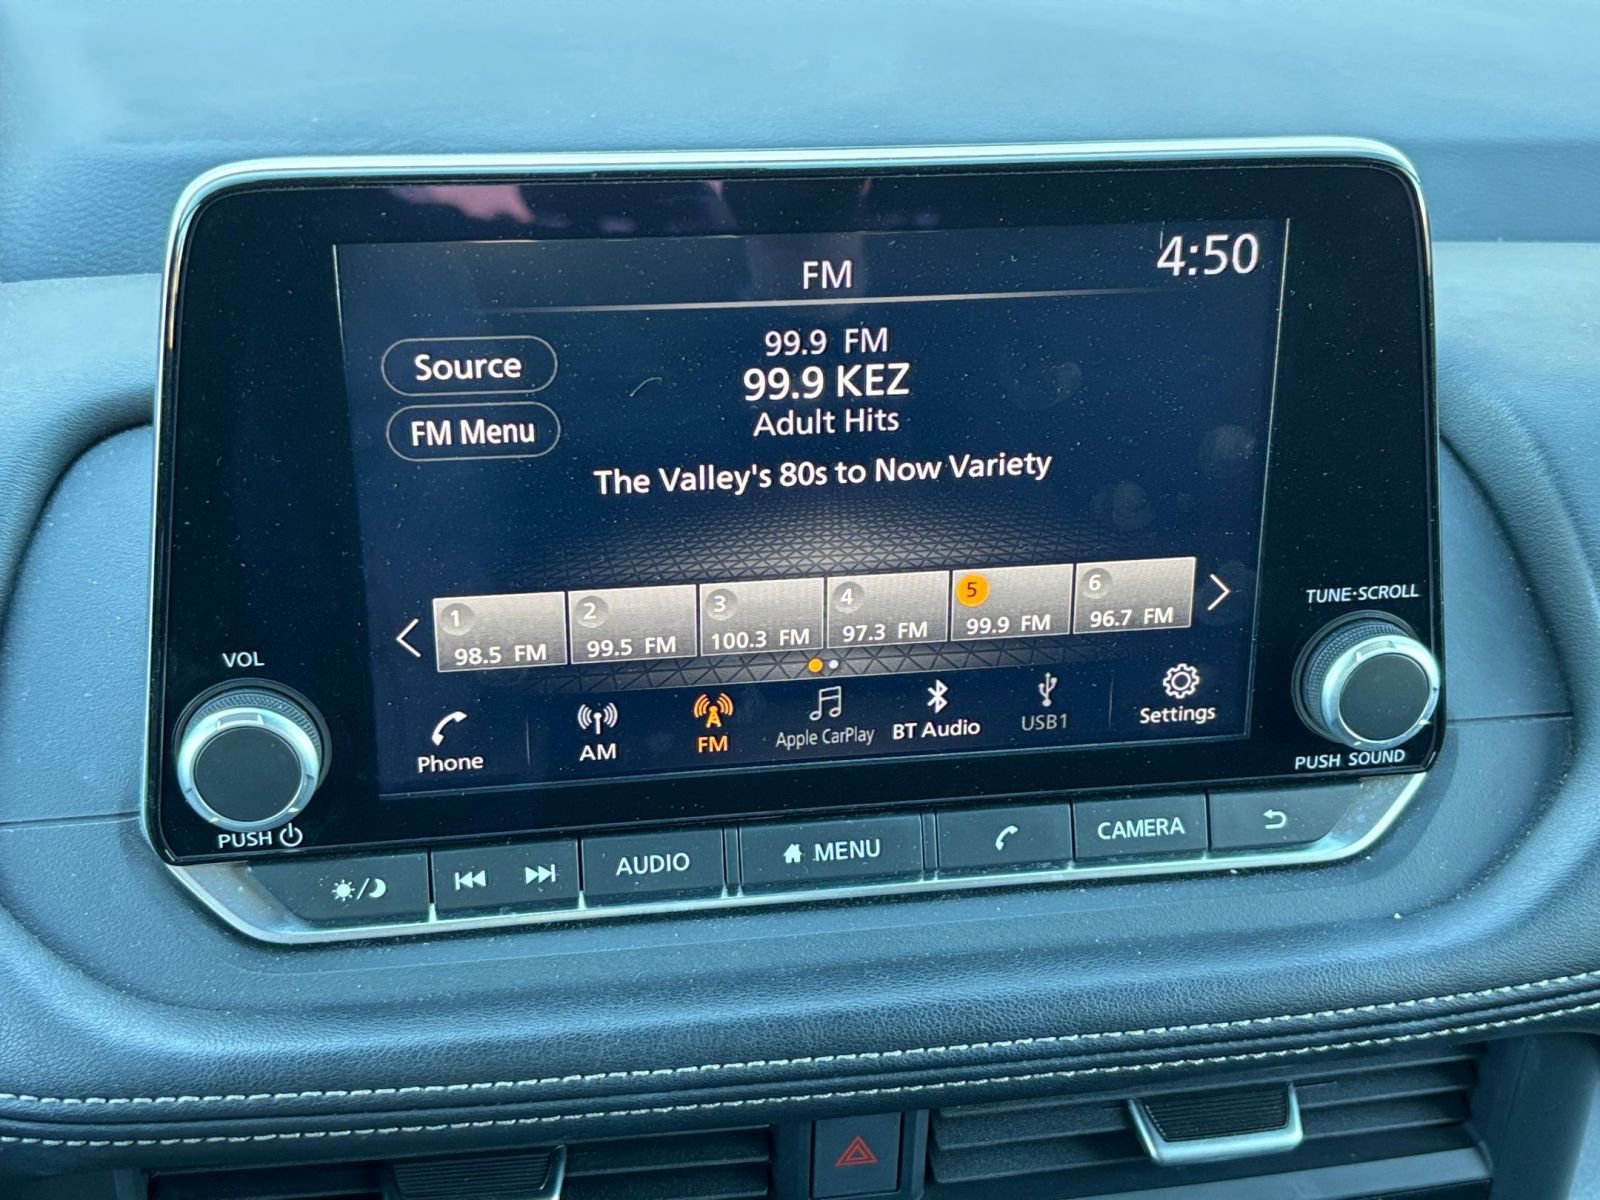 FM
4:50
Source
FM Menu
99.9 FM
99.9 KEZ
Adult Hits
The Valley's 80s to Now Variety
1 2 3 4 5 6
98.5 FM 99.5 FM 100.3 FM 97.3 FM 99.9 FM 96.7 FM
Phone AM FM Apple CarPlay BT Audio USB1 Settings
VOL
PUSH
TUNE·SCROLL
PUSH SOUND
AUDIO MENU CAMERA